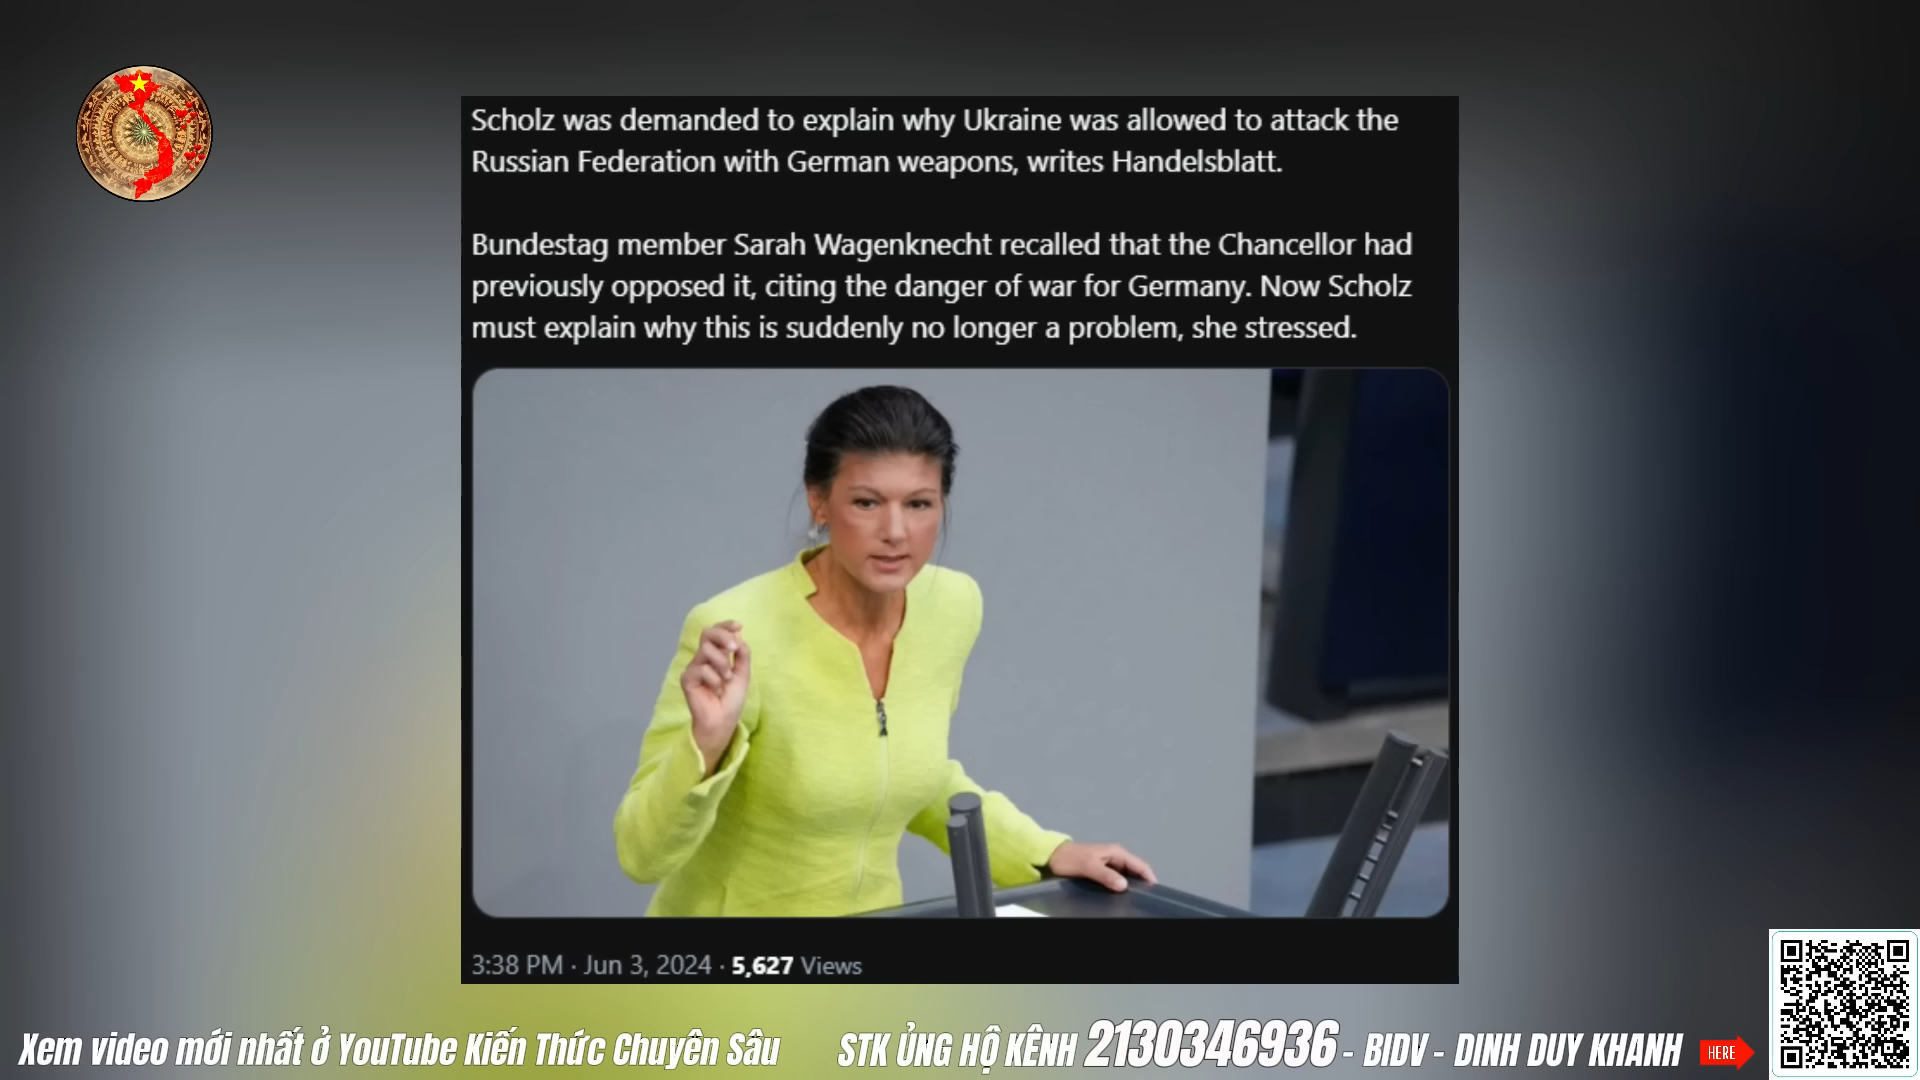 Scholz was demanded to explain why Ukraine was allowed to attack the
Russian Federation with German weapons, writes Handelsblatt.
Bundestag member Sarah Wagenknecht recalled that the Chancellor had
previously opposed it, citing the danger of war for Germany. Now Scholz
must explain why this is suddenly no longer a problem, she stressed.
3:38 PM · Jun 3, 2024 · 5,627 Views
Xem video mới nhất ở YouTube Kiến Thức Chuyên Sâu
STK ỦNG HỘ KÊNH 2130346936 - BIDV - DINH DUY KHANH
HERE